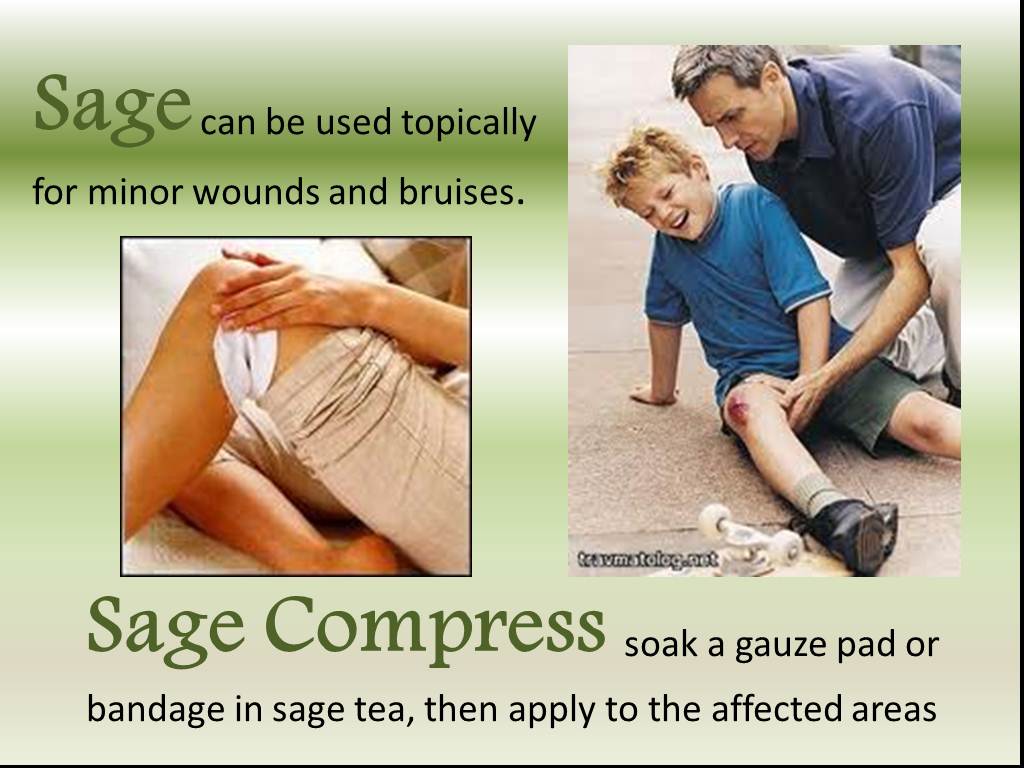 Sage can be used topically
for minor wounds and bruises.
travmatolog.net
Sage Compress soak a gauze pad or
bandage in sage tea, then apply to the affected areas